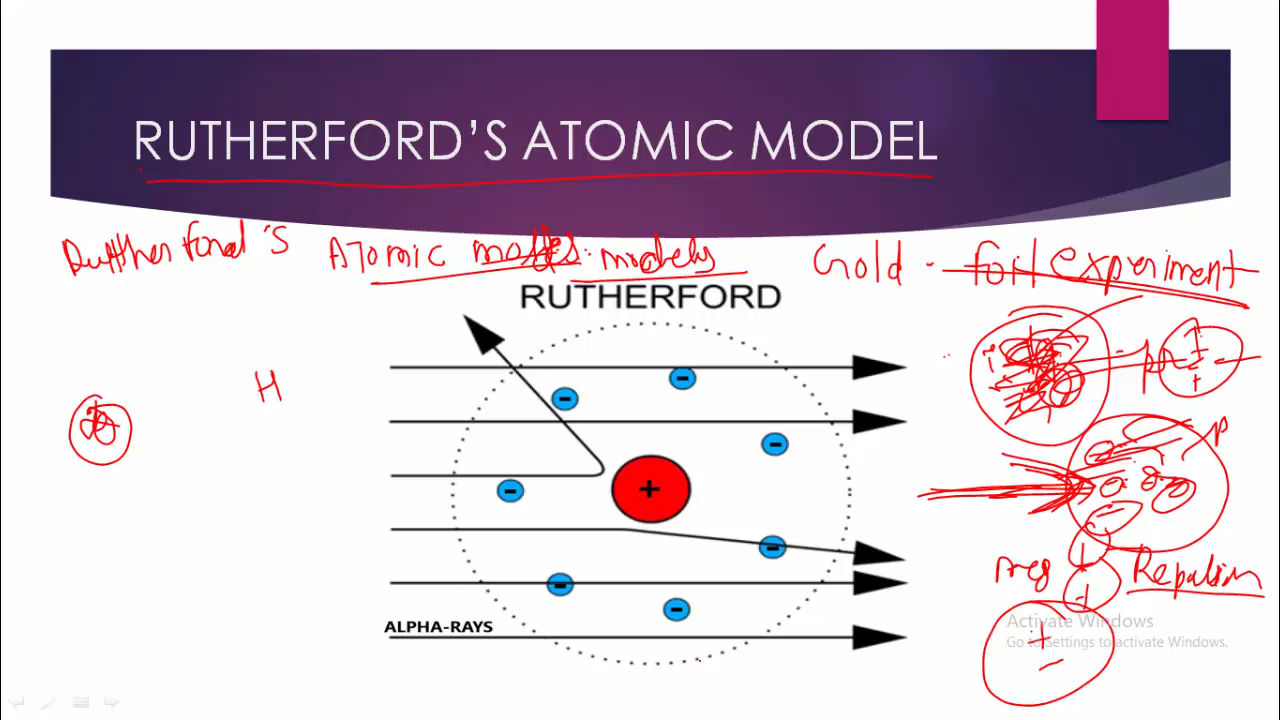 RUTHERFORD'S ATOMIC MODEL
Rutherford's Atomic models Gold - foil experiment
RUTHERFORD
H
ALPHA-RAYS
neg Repulsion
Activate Windows
Go to Settings to activate Windows.